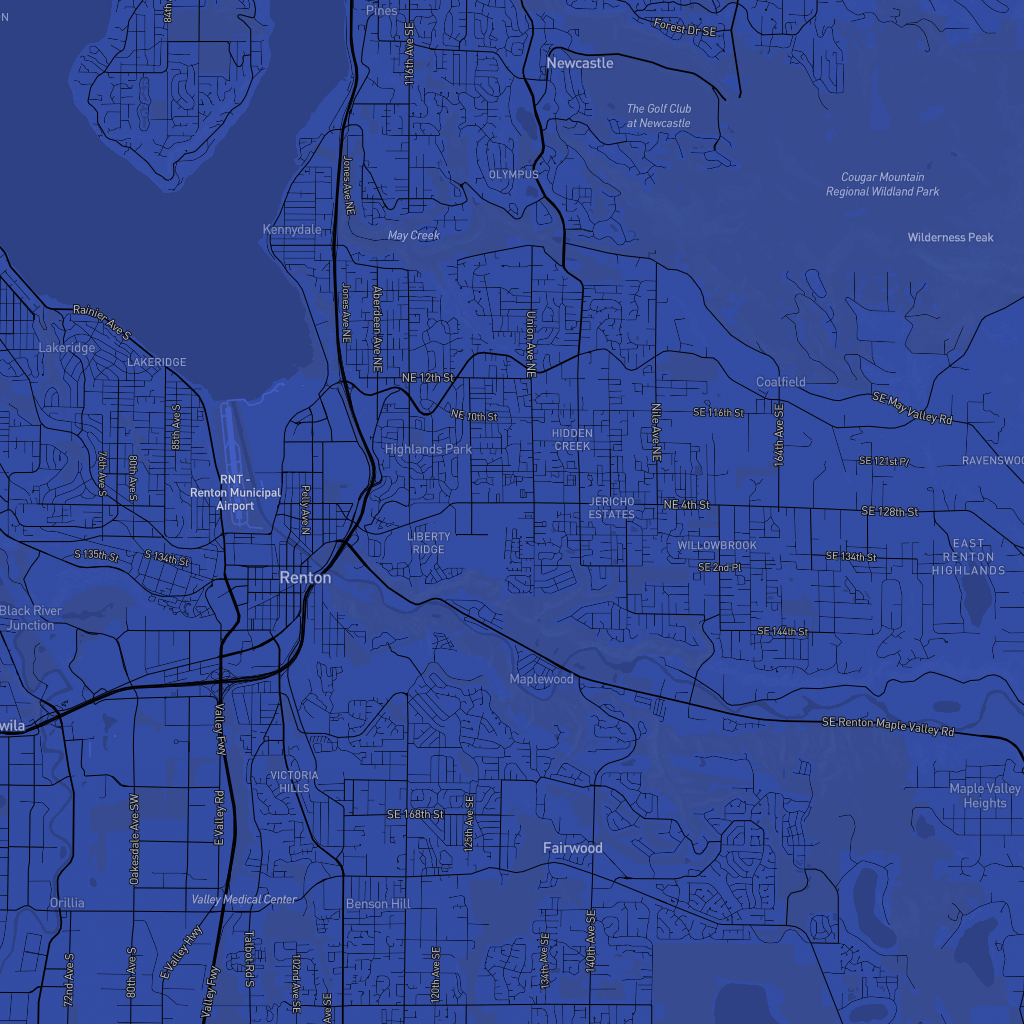 Pines
84th
116th Ave SE
Forest Dr SE
Newcastle
The Golf Club
at Newcastle
OLYMPUS
Cougar Mountain
Regional Wildland Park
Jones Ave NE
Kennydale
May Creek
Wilderness Peak
Rainier Ave S
Jones Ave NE
Aberdeen Ave NE
Union Ave NE
Lakeridge
LAKERIDGE
NE 12th St
Coalfield
SE May Valley Rd
85th Ave S
NE 10th St
Nile Ave NE
SE 116th St
164th Ave SE
Highlands Park
HIDDEN
CREEK
76th Ave S
80th Ave S
SE 121st Pl
RAVENSWOO
RNT -
Renton Municipal
Airport
Pelly Ave N
JERICHO
ESTATES
NE 4th St
SE 128th St
LIBERTY
RIDGE
WILLOWBROOK
S 135th St
S 134th St
SE 134th St
EAST
RENTON
HIGHLANDS
SE 2nd Pl
Renton
Black River
Junction
SE 144th St
Maplewood
wila
Valley Fwy
SE Renton Maple Valley Rd
VICTORIA
HILLS
Oakesdale Ave SW
E Valley Rd
SE 168th St
125th Ave SE
Maple Valley
Heights
Fairwood
Orillia
Valley Medical Center
Benson Hill
72nd Ave S
80th Ave S
E Valley Hwy
Valley Fwy
Talbot Rd S
102nd Ave SE
Ave SE
120th Ave SE
134th Ave SE
140th Ave SE